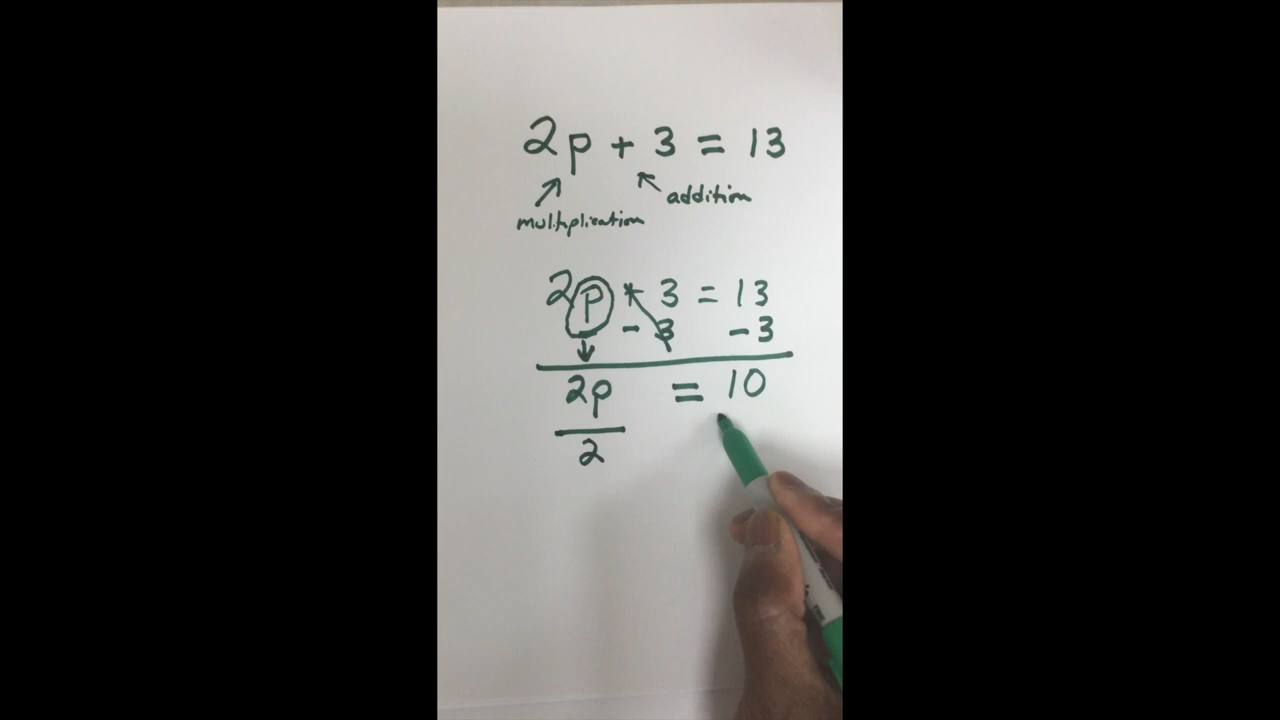 2p + 3 = 13
multiplication addition
2p + 3 = 13
- 3 - 3
2p = 10
2